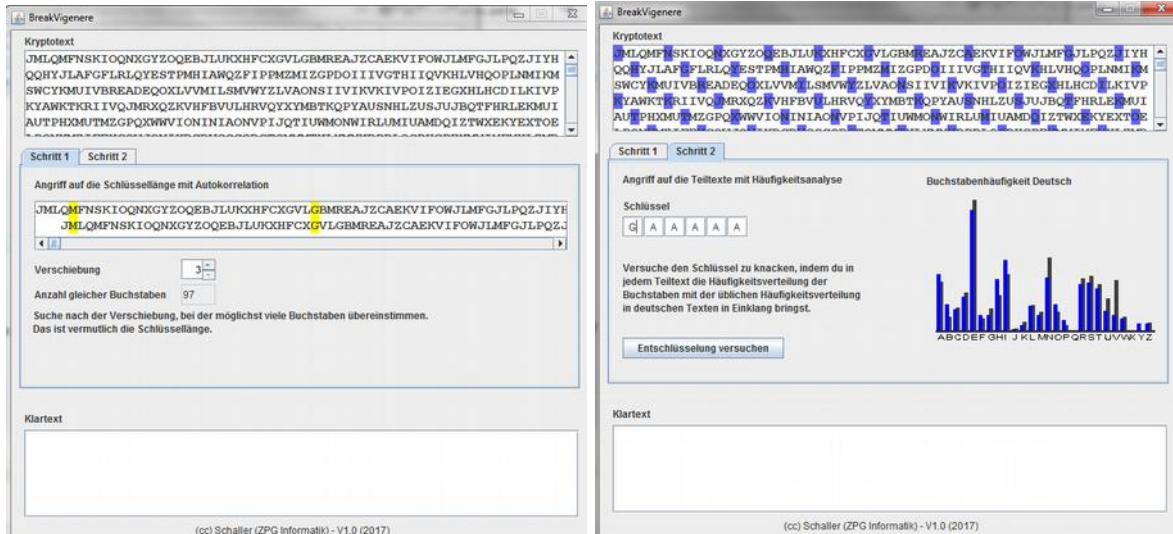 BreakVigenere
Kryptotext
JMLQMFNSKIOQNXGYZOQEBJLUKXHFCXGVLGBMREAJZCAEKVIFOWJLMFGJLPQZJIYH
QQHYJLAFGFLRLQYESTPMHIAWQZFIPPMZMIZGPDOIIIVGTHIIQVKHLVHQOPLNMIKM
SWCYKMUIVBREADEQOXLVVMILSMVWYZLVAONSIIVIKVKIVPOIZIEGXHLHCDILKIVP
KYAWKTKRIIVQJMRXQZKVHFBVULHRVQYXYMBTKQPYAUSNHLZUSJUJBQTFHRLEKMUI
AUTPHXMUTMZGPQXWWVIONINIAONVPIJQTIUWMONWIRLUMIUAMDQIZTWXEKYEXTOE
Schritt 1 Schritt 2
Angriff auf die Schlüssellänge mit Autokorrelation
JMLQMFNSKIOQNXGYZOQEBJLUKXHFCXGVLGBMREAJZCAEKVIFOWJLMFGJLPQZJIYH
JMLQMFNSKIOQNXGYZOQEBJLUKXHFCXGVLGBMREAJZCAEKVIFOWJLMFGJLPQZJ
Verschiebung 3
Anzahl gleicher Buchstaben 97
Suche nach der Verschiebung, bei der möglichst viele Buchstaben übereinstimmen.
Das ist vermutlich die Schlüssellänge.
Klartext
(cc) Schaller (ZPG Informatik) - V1.0 (2017)
BreakVigenere
Kryptotext
JMLQMFNSKIOQNXGYZOQEBJLUKXHFCXGVLGBMREAJZCAEKVIFOWJLMFGJLPQZJIYH
QQHYJLAFGFLRLQYESTPMHIAWQZFIPPMZMIZGPDOIIIVGTHIIQVKHLVHQOPLNMIKM
SWCYKMUIVBREADEQOXLVVMILSMVWYZLVAONSIIVIKVKIVPOIZIEGXHLHCDILKIVP
KYAWKTKRIIVQJMRXQZKVHFBVULHRVQYXYMBTKQPYAUSNHLZUSJUJBQTFHRLEKMUI
AUTPHXMUTMZGPQXWWVIONINIAONVPIJQTIUWMONWIRLUMIUAMDQIZTWXEKYEXTOE
Schritt 1 Schritt 2
Angriff auf die Teiltexte mit Häufigkeitsanalyse
Buchstabenhäufigkeit Deutsch
Schlüssel
G A A A A A
Versuche den Schlüssel zu knacken, indem du in
jedem Teiltext die Häufigkeitsverteilung der
Buchstaben mit der üblichen Häufigkeitsverteilung
in deutschen Texten in Einklang bringst.
ABCDEFGHIJKLMNOPQRSTUVWXYZ
Entschlüsselung versuchen
Klartext
(cc) Schaller (ZPG Informatik) - V1.0 (2017)